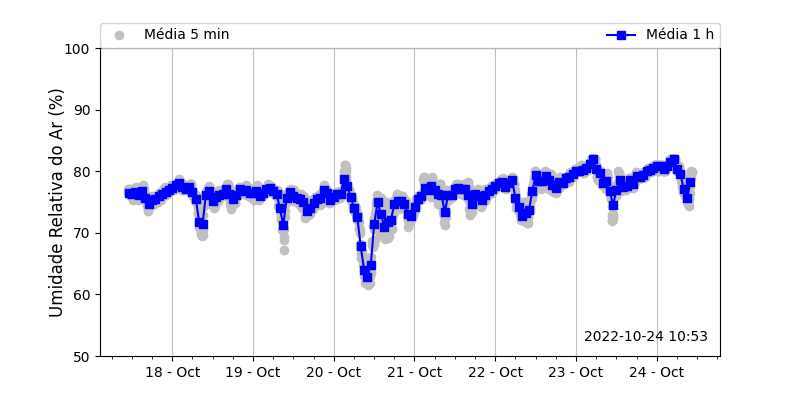 Média 5 min
Média 1 h
Umidade Relativa do Ar (%)
100
90
80
70
60
50
2022-10-24 10:53
18 - Oct
19 - Oct
20 - Oct
21 - Oct
22 - Oct
23 - Oct
24 - Oct